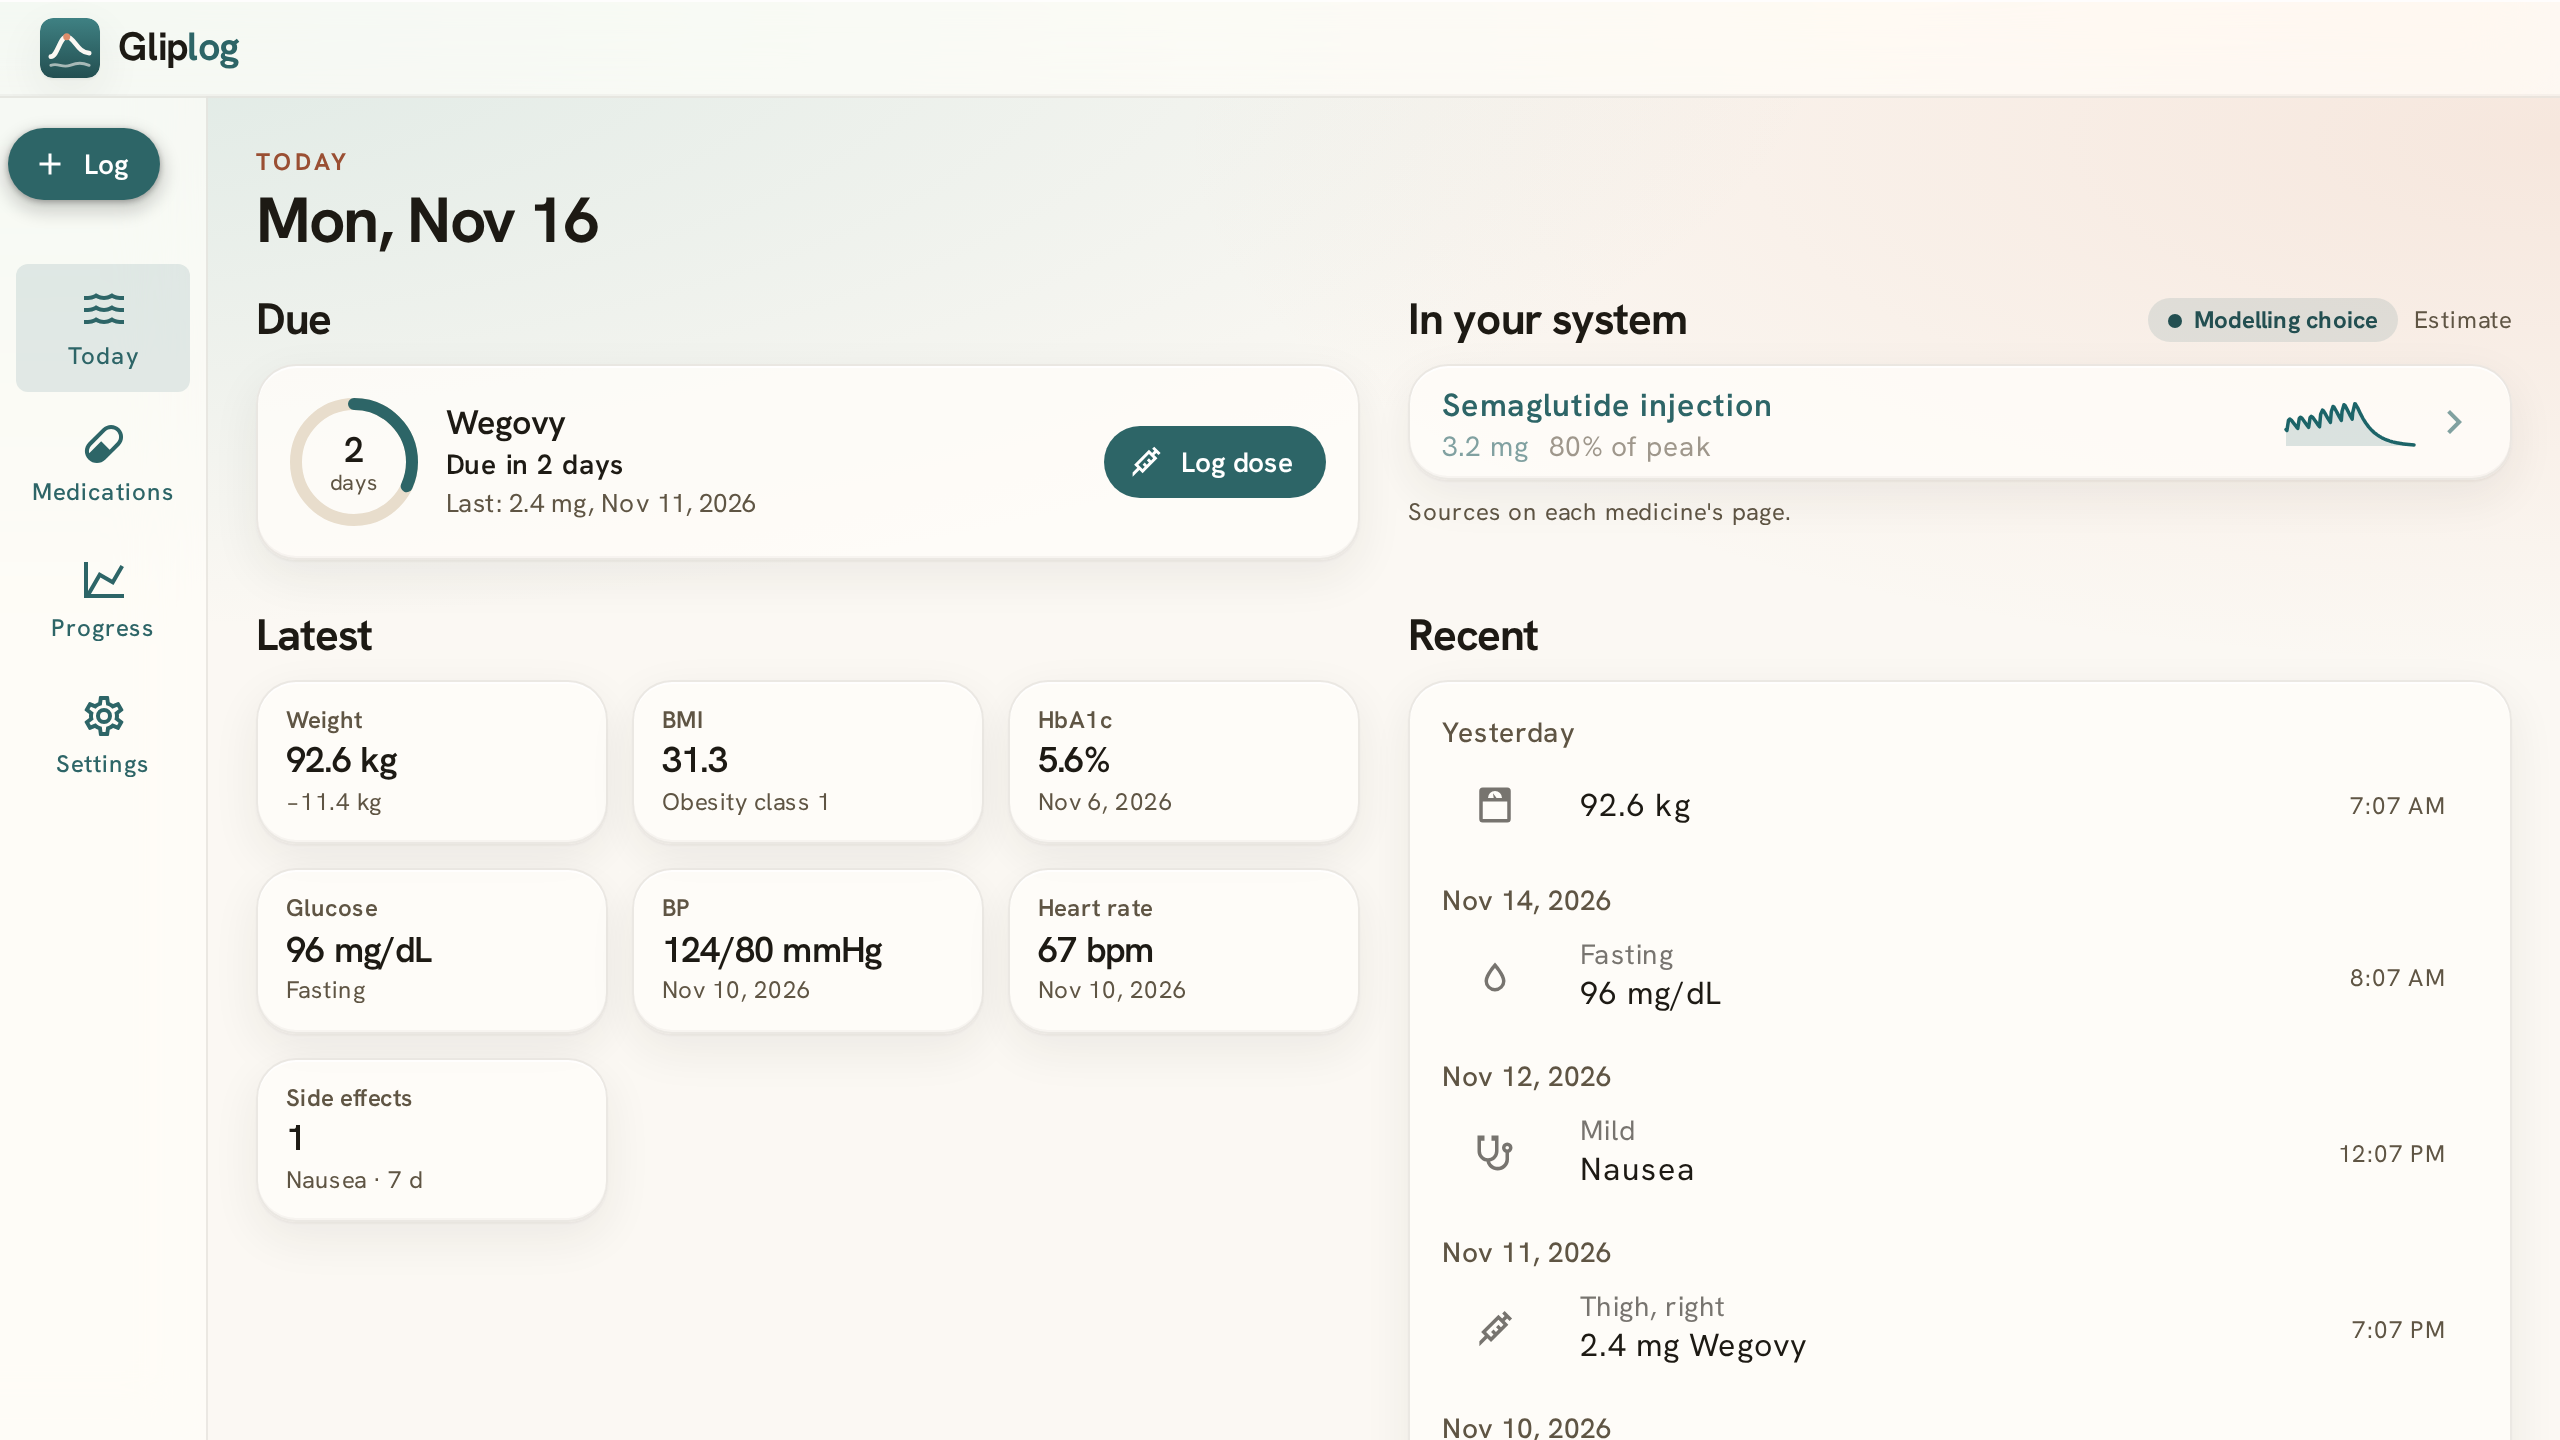 Gliplog
Log
Today
Medications
Progress
Settings
TODAY
Mon, Nov 16
Due
2
days
Wegovy
Due in 2 days
Last: 2.4 mg, Nov 11, 2026
Log dose
In your system
Modelling choice
Estimate
Semaglutide injection
3.2 mg 80% of peak
Sources on each medicine's page.
Latest
Weight
92.6 kg
−11.4 kg
BMI
31.3
Obesity class 1
HbA1c
5.6%
Nov 6, 2026
Glucose
96 mg/dL
Fasting
BP
124/80 mmHg
Nov 10, 2026
Heart rate
67 bpm
Nov 10, 2026
Side effects
1
Nausea · 7 d
Recent
Yesterday
92.6 kg
7:07 AM
Nov 14, 2026
Fasting
96 mg/dL
8:07 AM
Nov 12, 2026
Mild
Nausea
12:07 PM
Nov 11, 2026
Thigh, right
2.4 mg Wegovy
7:07 PM
Nov 10, 2026